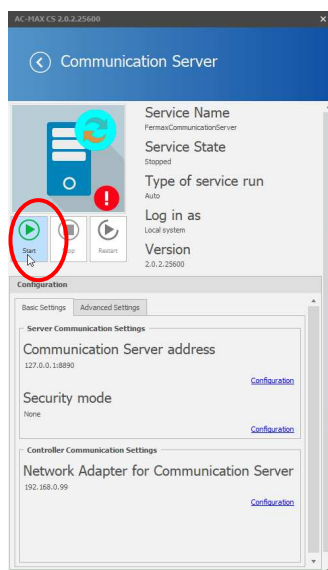 AC-MAX CS 2.0.2.25600
Communication Server
Service Name
FermaxCommunicationServer
Service State
Stopped
Type of service run
Auto
Log in as
Local system
Version
2.0.2.25600
Start
Stop
Restart
Configuration
Basic Settings
Advanced Settings
Server Communication Settings
Communication Server address
127.0.0.1:8890
Configuration
Security mode
None
Configuration
Controller Communication Settings
Network Adapter for Communication Server
192.168.0.99
Configuration